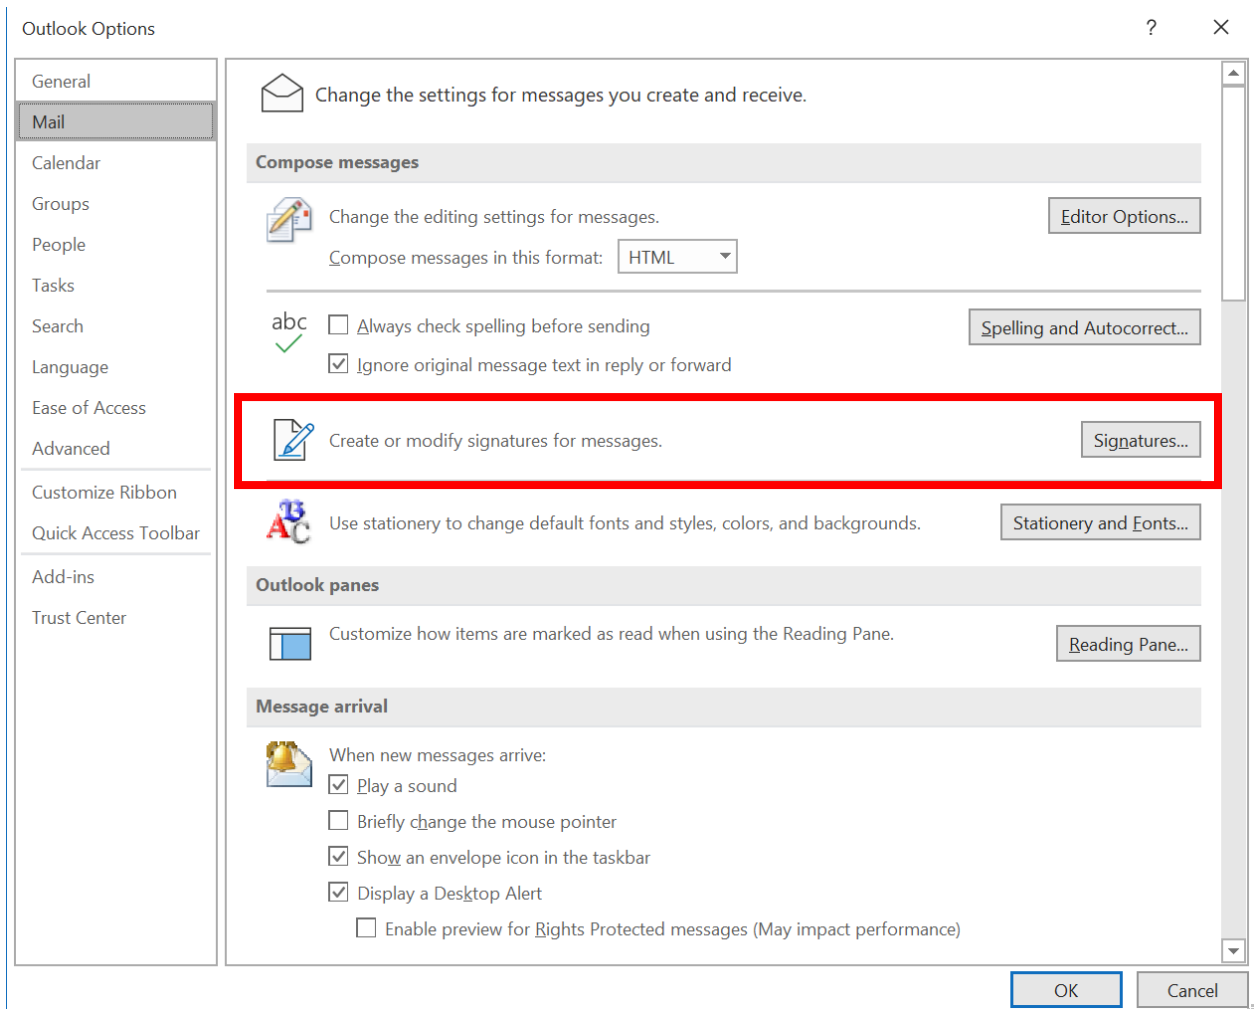 Outlook Options
?
General
Mail
Calendar
Groups
People
Tasks
Search
Language
Ease of Access
Advanced
Customize Ribbon
Quick Access Toolbar
Add-ins
Trust Center
Change the settings for messages you create and receive.
Compose messages
Change the editing settings for messages.
Editor Options...
Compose messages in this format: HTML
abc
Always check spelling before sending
Spelling and Autocorrect...
Ignore original message text in reply or forward
Create or modify signatures for messages.
Signatures...
ABC
Use stationery to change default fonts and styles, colors, and backgrounds.
Stationery and Fonts...
Outlook panes
Customize how items are marked as read when using the Reading Pane.
Reading Pane...
Message arrival
When new messages arrive:
Play a sound
Briefly change the mouse pointer
Show an envelope icon in the taskbar
Display a Desktop Alert
Enable preview for Rights Protected messages (May impact performance)
OK
Cancel